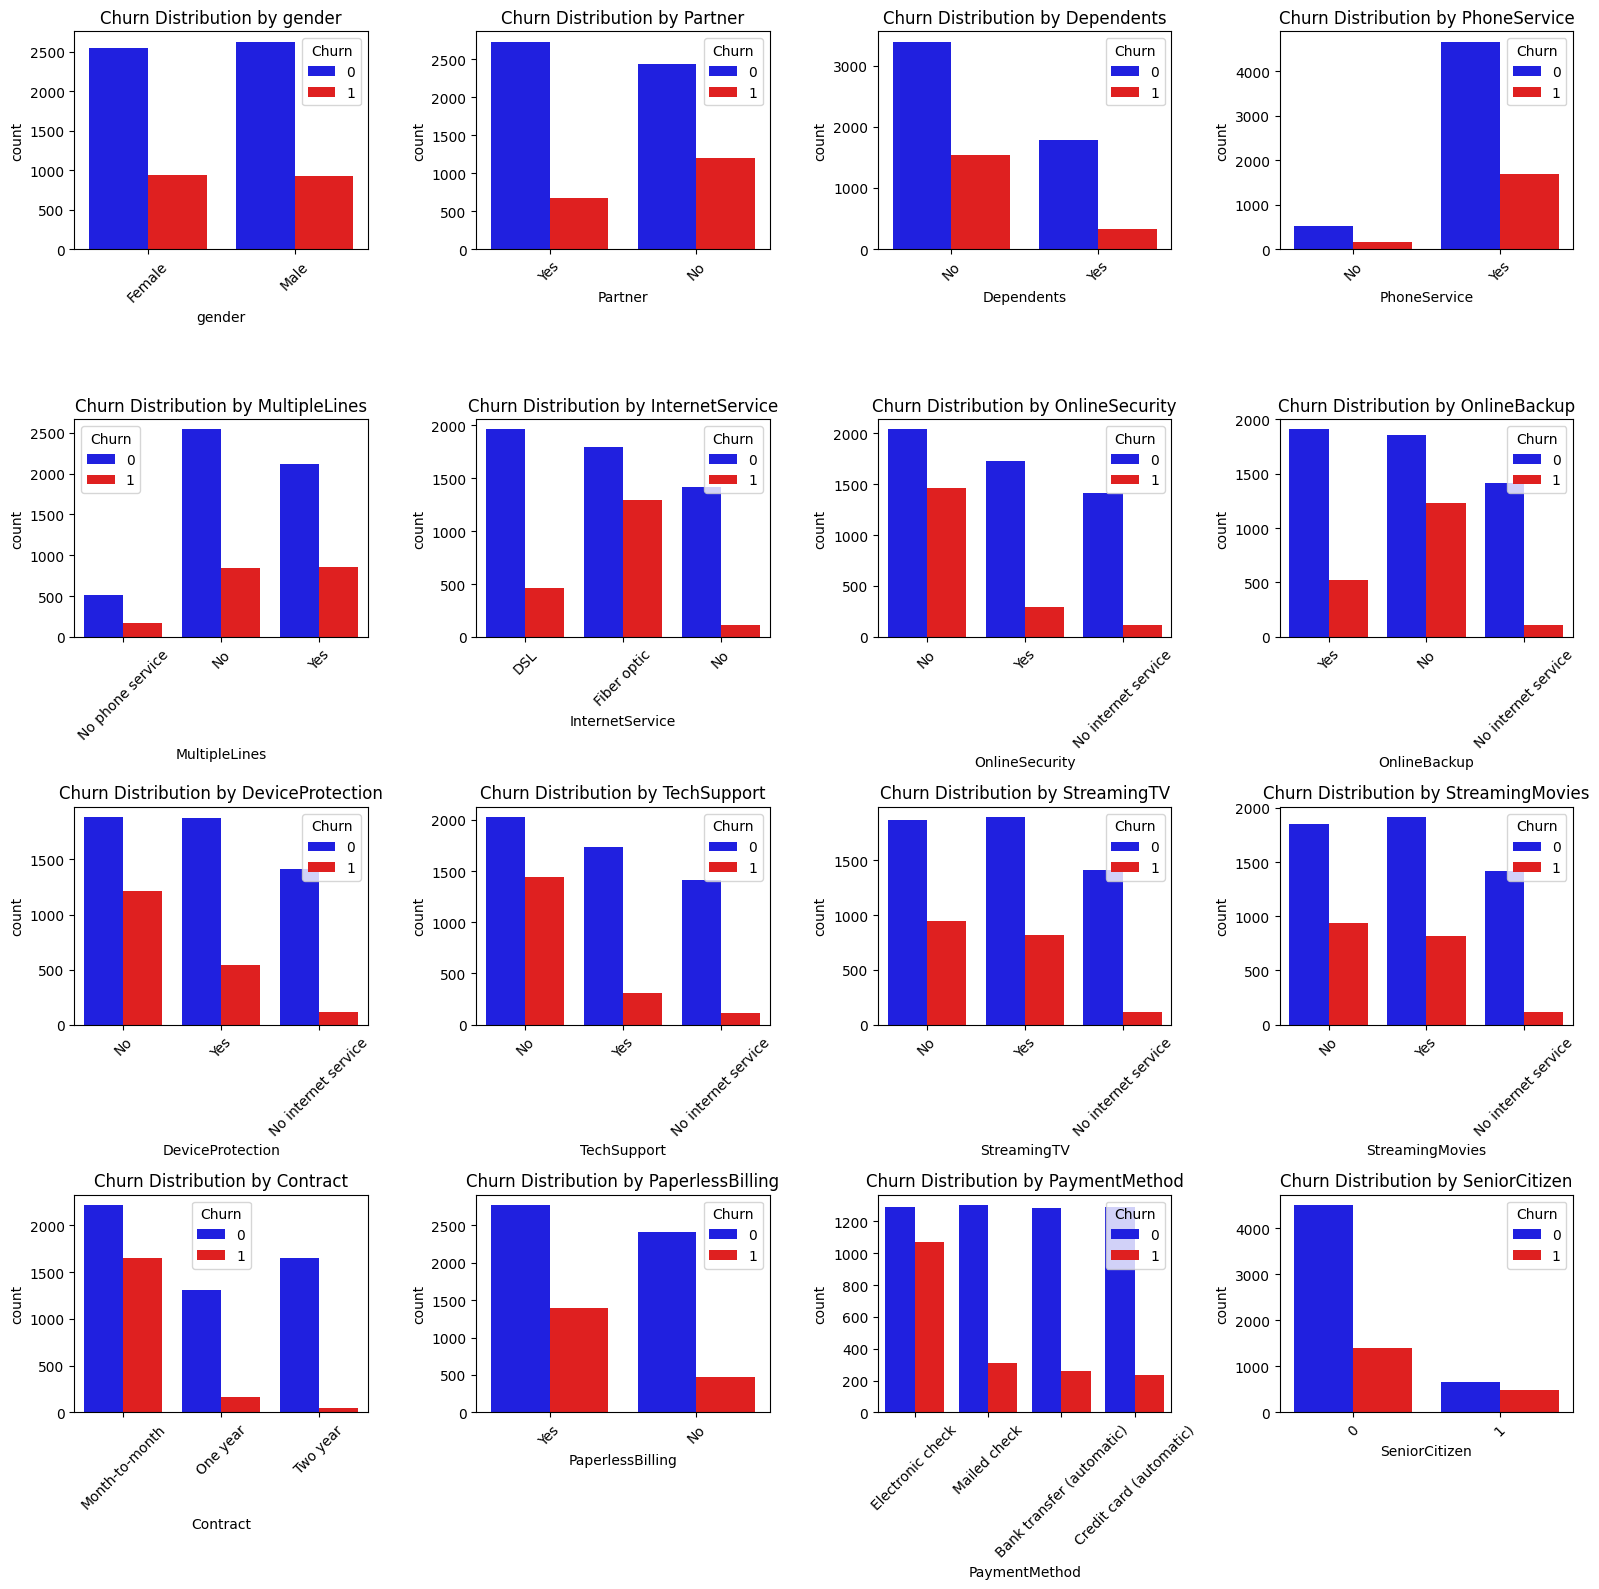 Churn Distribution by gender
Churn
0
1
2500
2000
1500
1000
500
0
count
Female
Male
gender
Churn Distribution by Partner
Churn
0
1
2500
2000
1500
1000
500
0
count
Yes
No
Partner
Churn Distribution by Dependents
Churn
0
1
3000
2000
1000
0
count
No
Yes
Dependents
Churn Distribution by PhoneService
Churn
0
1
4000
3000
2000
1000
0
count
No
Yes
PhoneService
Churn Distribution by MultipleLines
Churn
0
1
2500
2000
1500
1000
500
0
count
No phone service
No
Yes
MultipleLines
Churn Distribution by InternetService
Churn
0
1
2000
1500
1000
500
0
count
DSL
Fiber optic
No
InternetService
Churn Distribution by OnlineSecurity
Churn
0
1
2000
1500
1000
500
0
count
No
Yes
No internet service
OnlineSecurity
Churn Distribution by OnlineBackup
Churn
0
1
2000
1500
1000
500
0
count
Yes
No
No internet service
OnlineBackup
Churn Distribution by DeviceProtection
Churn
0
1
1500
1000
500
0
count
No
Yes
No internet service
DeviceProtection
Churn Distribution by TechSupport
Churn
0
1
2000
1500
1000
500
0
count
No
Yes
No internet service
TechSupport
Churn Distribution by StreamingTV
Churn
0
1
1500
1000
500
0
count
No
Yes
No internet service
StreamingTV
Churn Distribution by StreamingMovies
Churn
0
1
2000
1500
1000
500
0
count
No
Yes
No internet service
StreamingMovies
Churn Distribution by Contract
Churn
0
1
2000
1500
1000
500
0
count
Month-to-month
One year
Two year
Contract
Churn Distribution by PaperlessBilling
Churn
0
1
2500
2000
1500
1000
500
0
count
Yes
No
PaperlessBilling
Churn Distribution by PaymentMethod
Churn
0
1
1200
1000
800
600
400
200
0
count
Electronic check
Mailed check
Bank transfer (automatic)
Credit card (automatic)
PaymentMethod
Churn Distribution by SeniorCitizen
Churn
0
1
4000
3000
2000
1000
0
count
0
1
SeniorCitizen